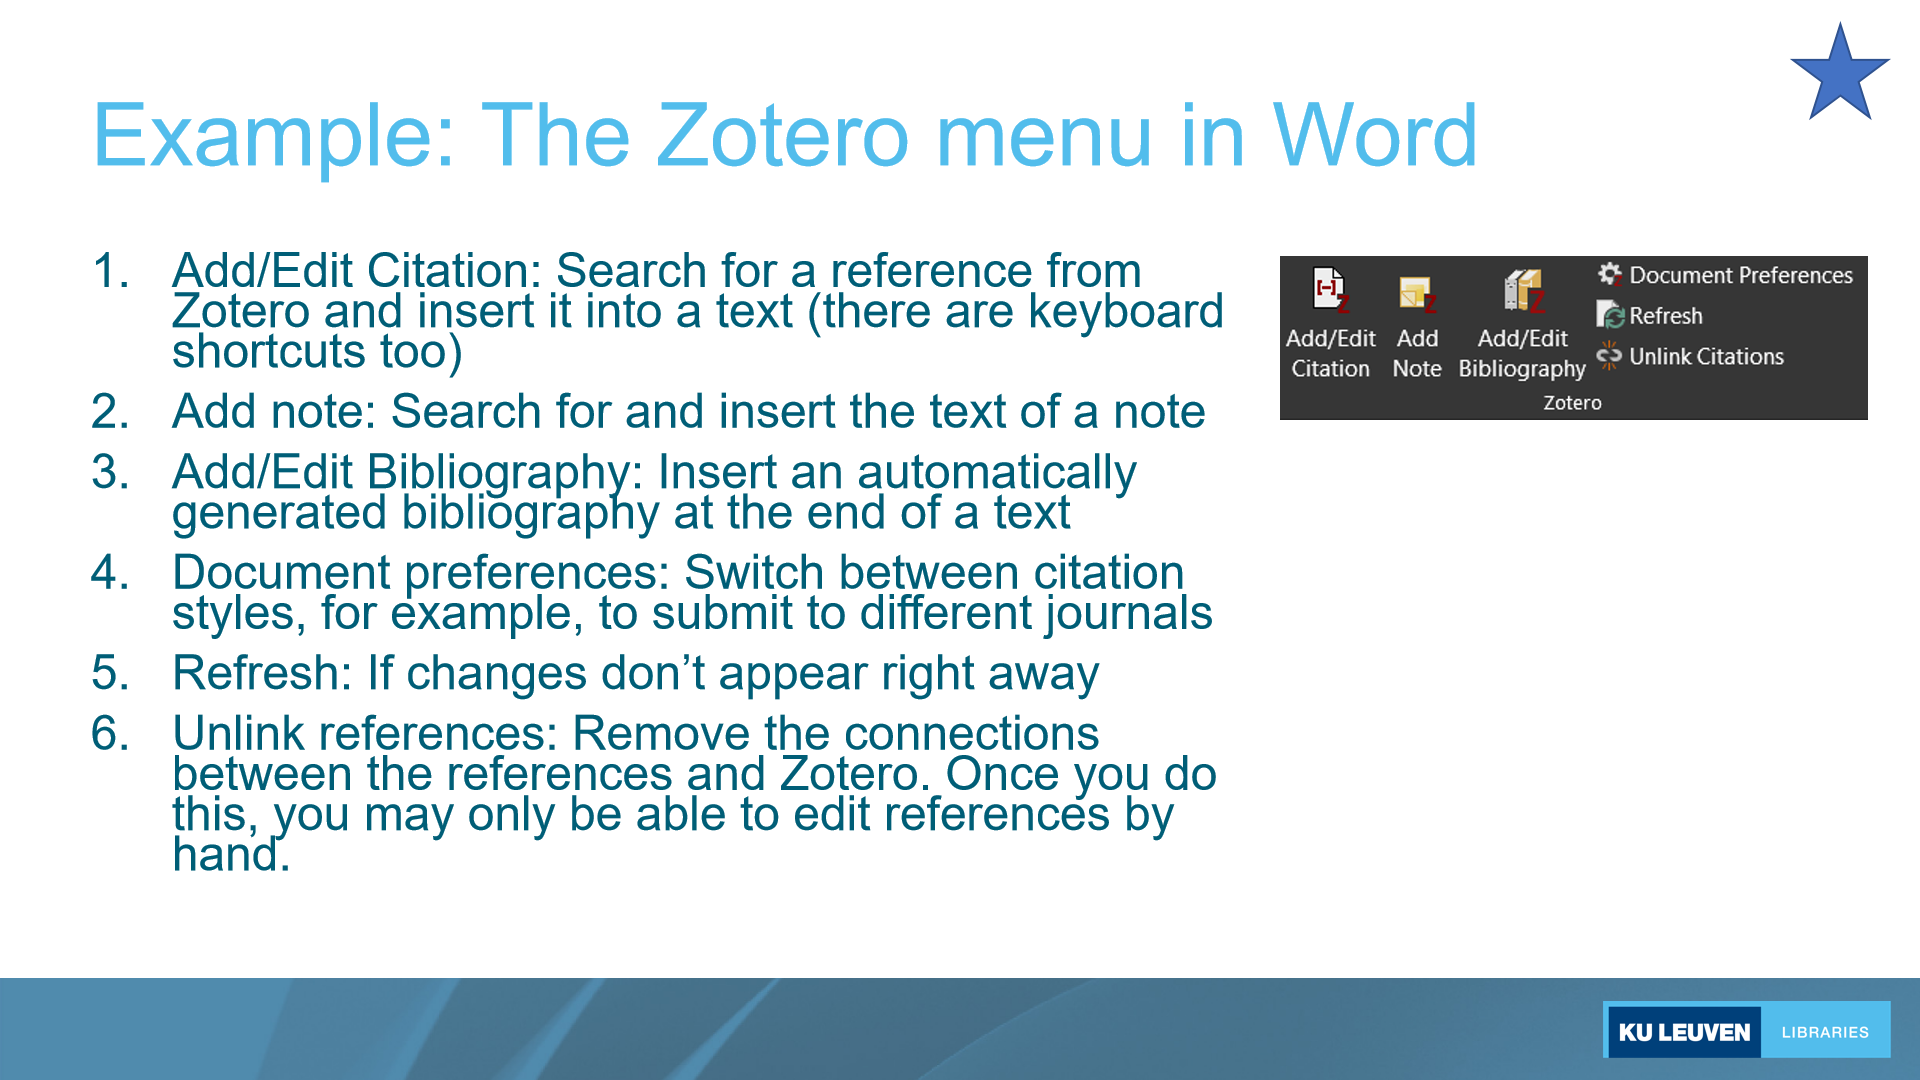 Example: The Zotero menu in Word
1. Add/Edit Citation: Search for a reference from
Zotero and insert it into a text (there are keyboard
shortcuts too)
2. Add note: Search for and insert the text of a note
3. Add/Edit Bibliography: Insert an automatically
generated bibliography at the end of a text
4. Document preferences: Switch between citation
styles, for example, to submit to different journals
5. Refresh: If changes don’t appear right away
6. Unlink references: Remove the connections
between the references and Zotero. Once you do
this, you may only be able to edit references by
hand.
Add/Edit
Citation
Add
Note
Add/Edit
Bibliography
Document Preferences
Refresh
Unlink Citations
Zotero
KU LEUVEN LIBRARIES